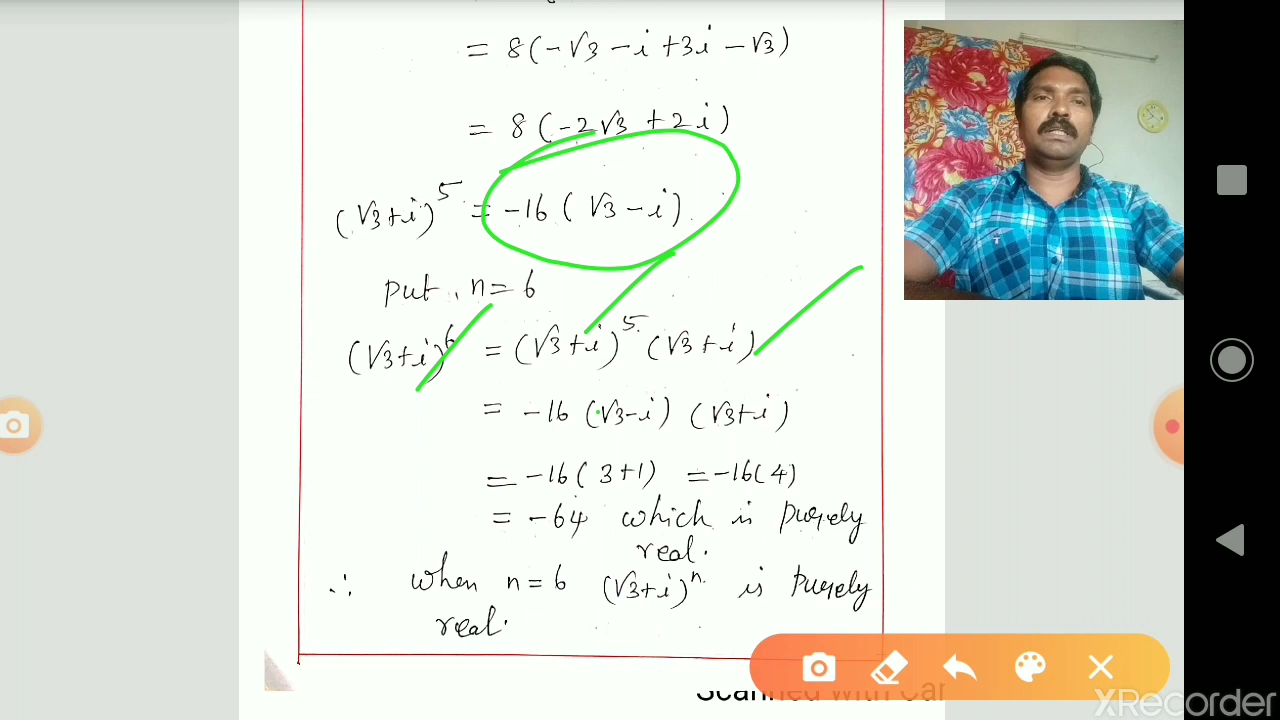 = 8(-√3 - i + 3i - √3)
= 8(-2√3 + 2i)
(√3+i)^5 = -16(√3-i)
put, n=6
(√3+i)^6 = (√3+i)^5 (√3+i)
= -16 (√3-i) (√3+i)
= -16(3+1) = -16(4)
= -64 which is purely
real.
∴ when n=6 (√3+i)^n is purely
real.
XRecorder